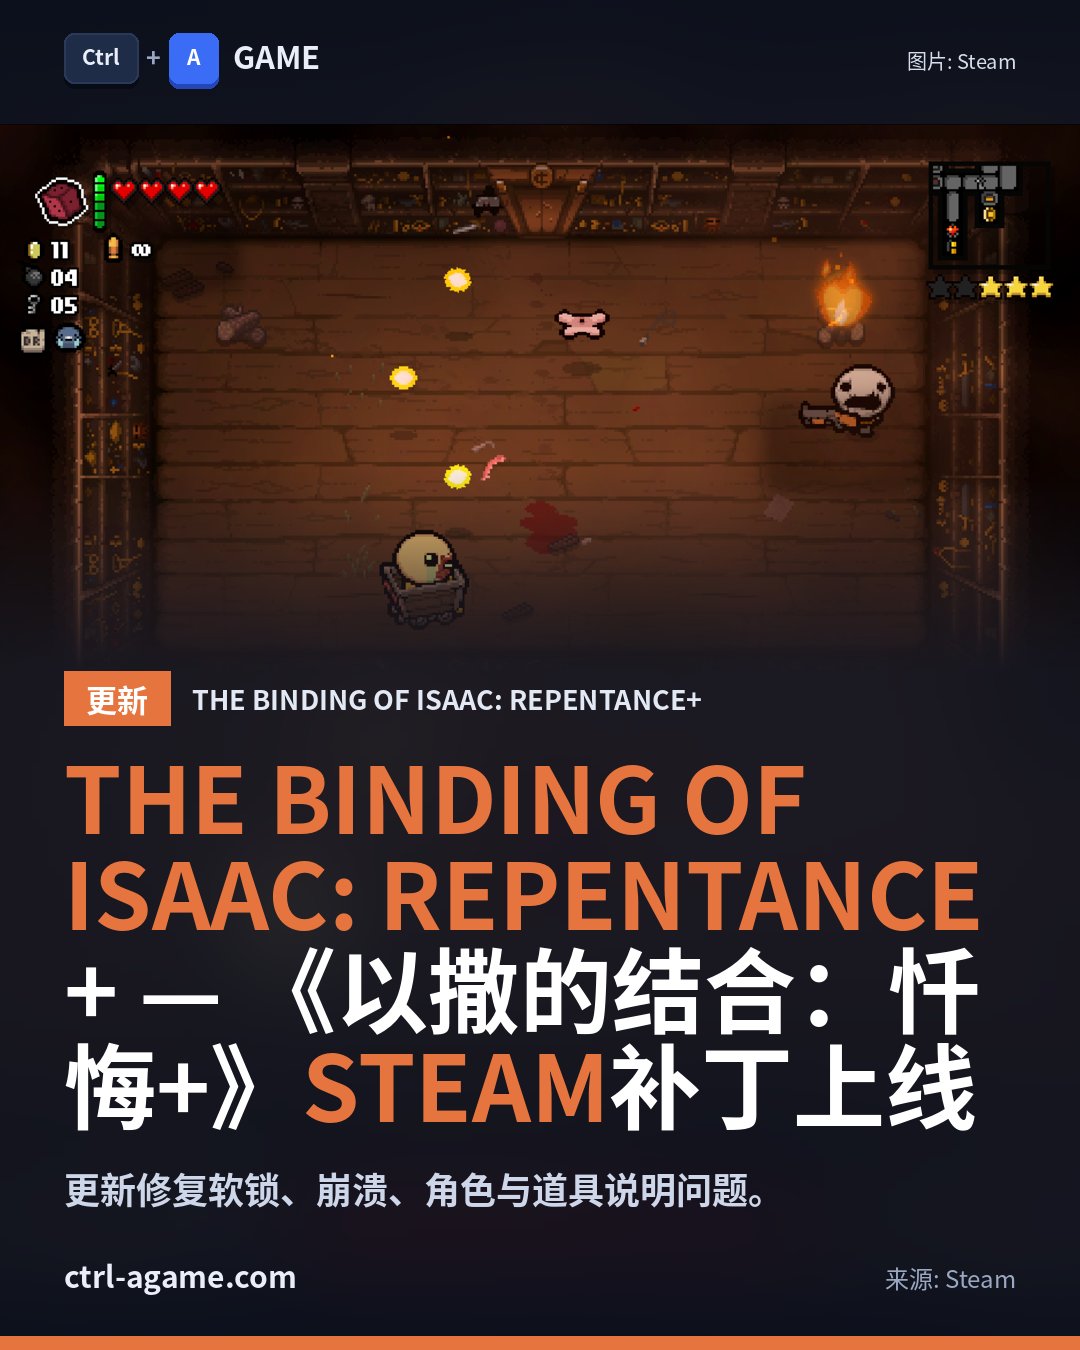 Ctrl + A GAME
图片: Steam
11
∞
04
05
DR
更新
THE BINDING OF ISAAC: REPENTANCE+
THE BINDING OF
ISAAC: REPENTANCE
+ — 《以撒的结合：忏
悔+》STEAM补丁上线
更新修复软锁、崩溃、角色与道具说明问题。
ctrl-agame.com
来源: Steam